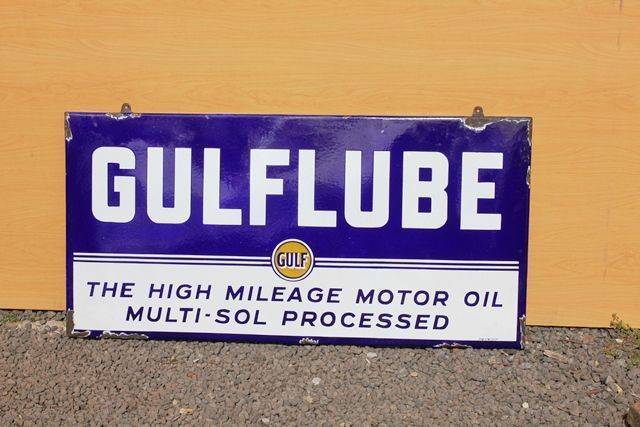 GULFLUBE
GULF
THE HIGH MILEAGE MOTOR OIL
MULTI-SOL PROCESSED